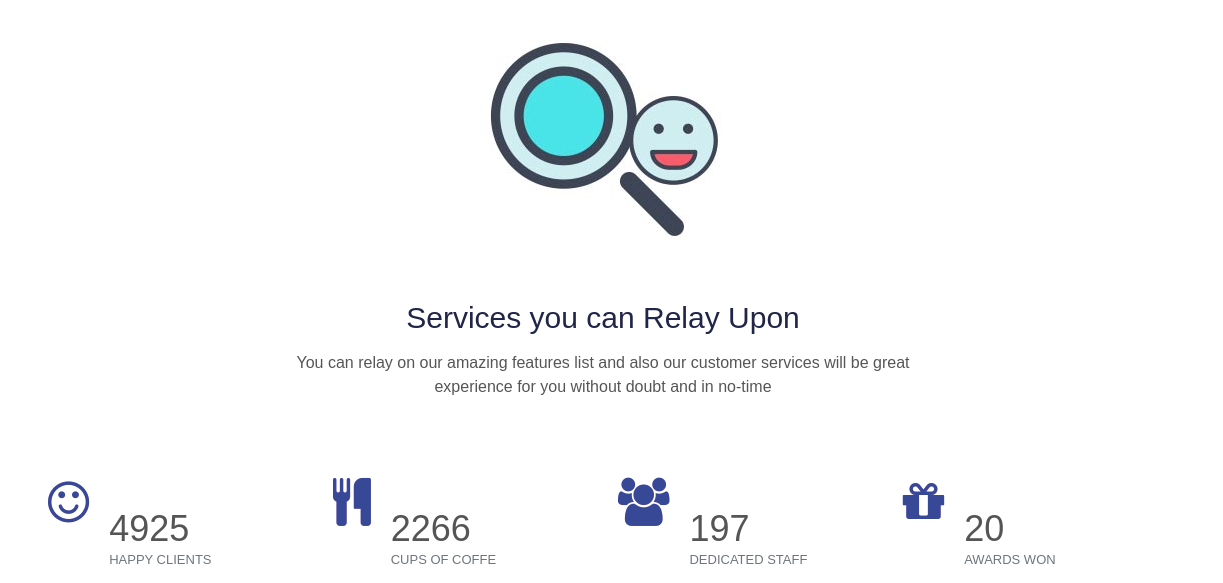 Services you can Relay Upon
You can relay on our amazing features list and also our customer services will be great
experience for you without doubt and in no-time
4925
HAPPY CLIENTS
2266
CUPS OF COFFE
197
DEDICATED STAFF
20
AWARDS WON